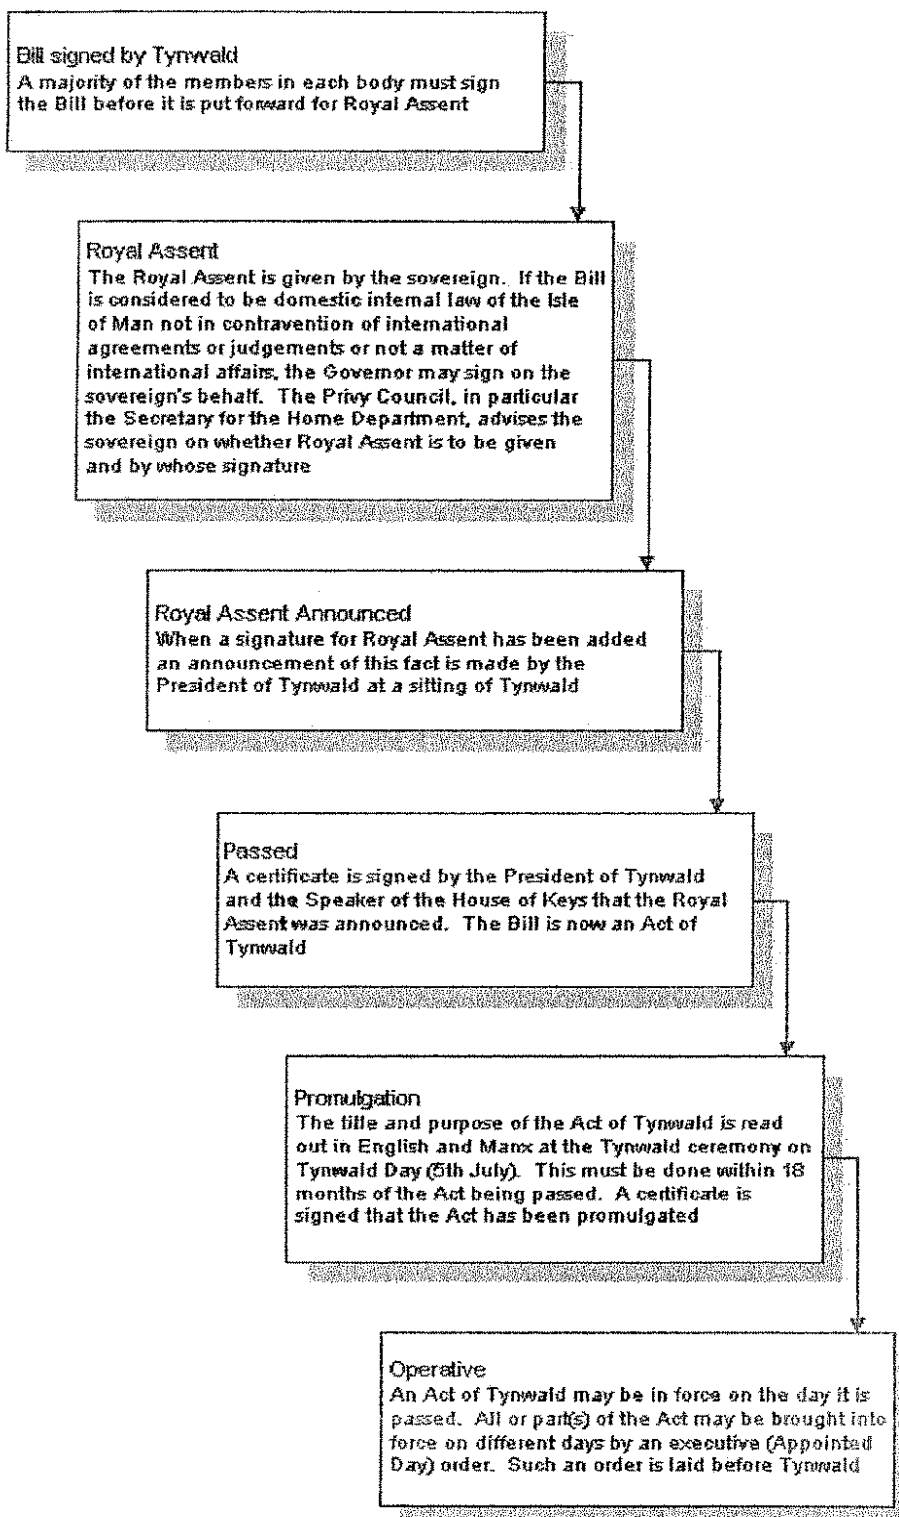 Bill signed by Tynwald
A majority of the members in each body must sign
the Bill before it is put forward for Royal Assent
Royal Assent
The Royal Assent is given by the sovereign. If the Bill
is considered to be domestic internal law of the Isle
of Man not in contravention of international
agreements or judgements or not a matter of
international affairs, the Governor may sign on the
sovereign's behalf. The Privy Council, in particular
the Secretary for the Home Department, advises the
sovereign on whether Royal Assent is to be given
and by whose signature
Royal Assent Announced
When a signature for Royal Assent has been added
an announcement of this fact is made by the
President of Tynwald at a sitting of Tynwald
Passed
A certificate is signed by the President of Tynwald
and the Speaker of the House of Keys that the Royal
Assent was announced. The Bill is now an Act of
Tynwald
Promulgation
The title and purpose of the Act of Tynwald is read
out in English and Manx at the Tynwald ceremony on
Tynwald Day (5th July). This must be done within 18
months of the Act being passed. A certificate is
signed that the Act has been promulgated
Operative
An Act of Tynwald may be in force on the day it is
passed. All or part(s) of the Act may be brought into
force on different days by an executive (Appointed
Day) order. Such an order is laid before Tynwald